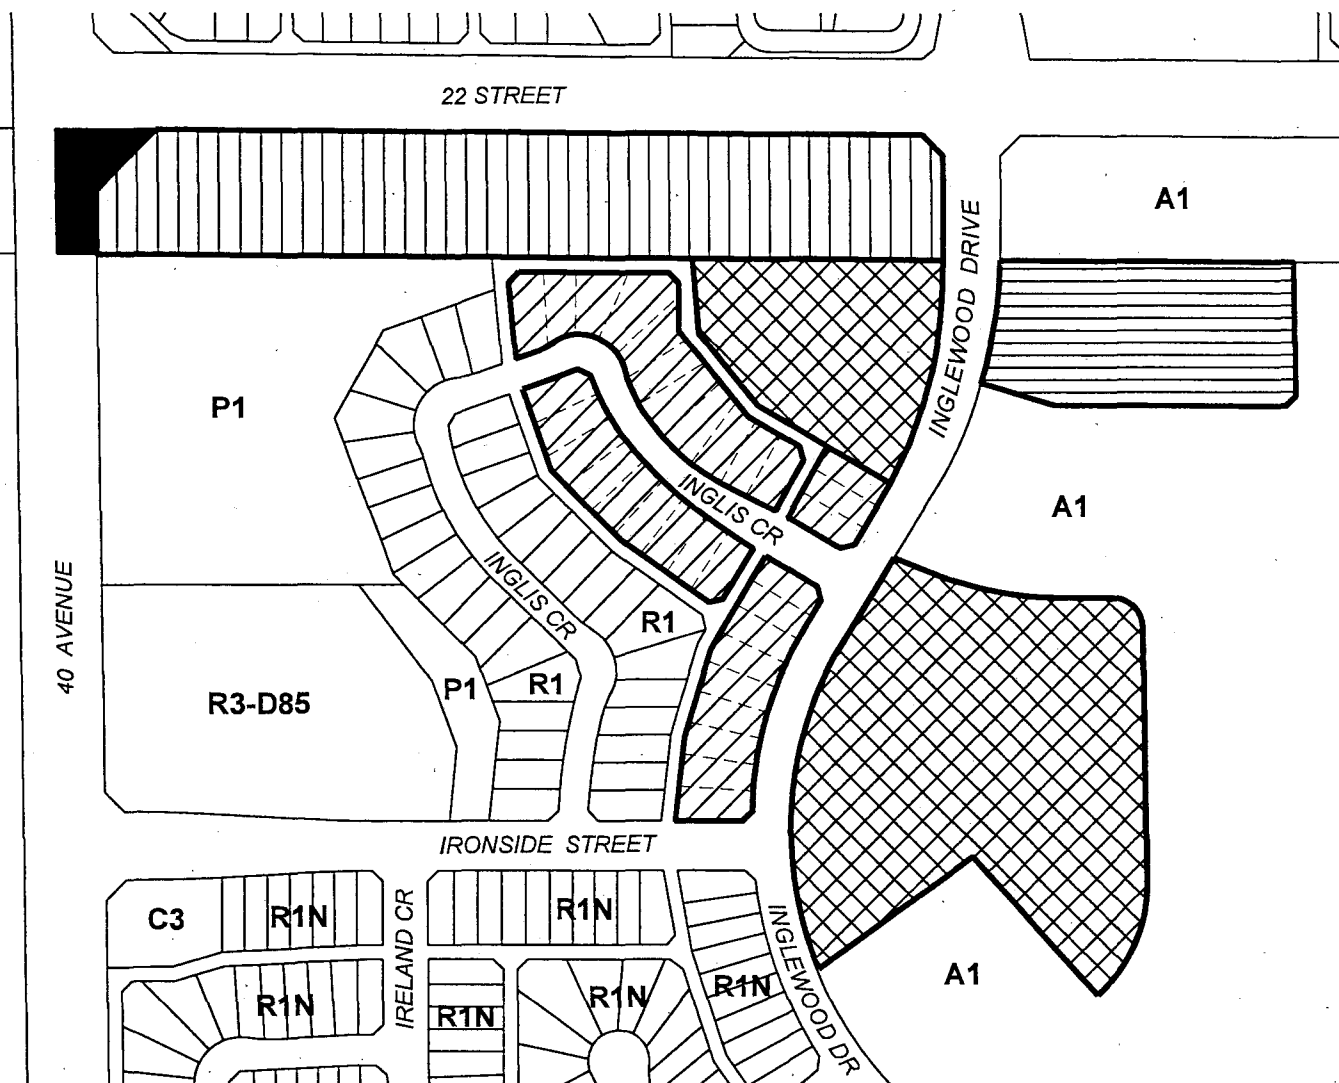 22 STREET
A1
INGLEWOOD DRIVE
P1
A1
INGLIS CR
40 AVENUE
INGLIS CR
R1
P1
R1
R3-D85
IRONSIDE STREET
C3
R1N
IRELAND CR
R1N
INGLEWOOD DR
A1
R1N
R1N
R1N
R1N